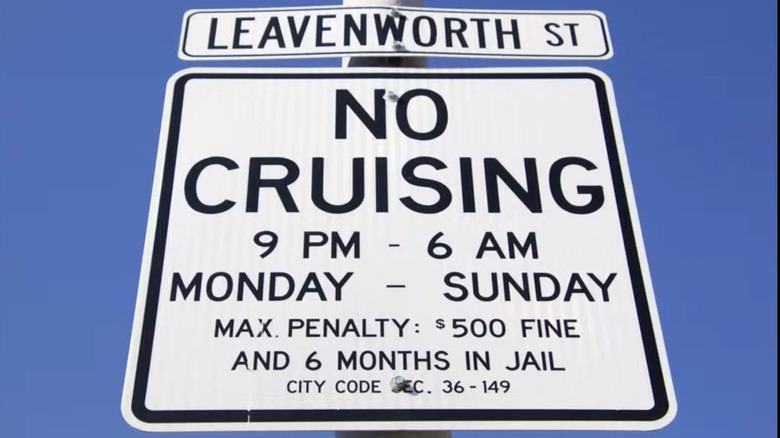 LEAVENWORTH ST
NO
CRUISING
9 PM - 6 AM
MONDAY - SUNDAY
MAX. PENALTY: $500 FINE
AND 6 MONTHS IN JAIL
CITY CODE SEC. 36-149